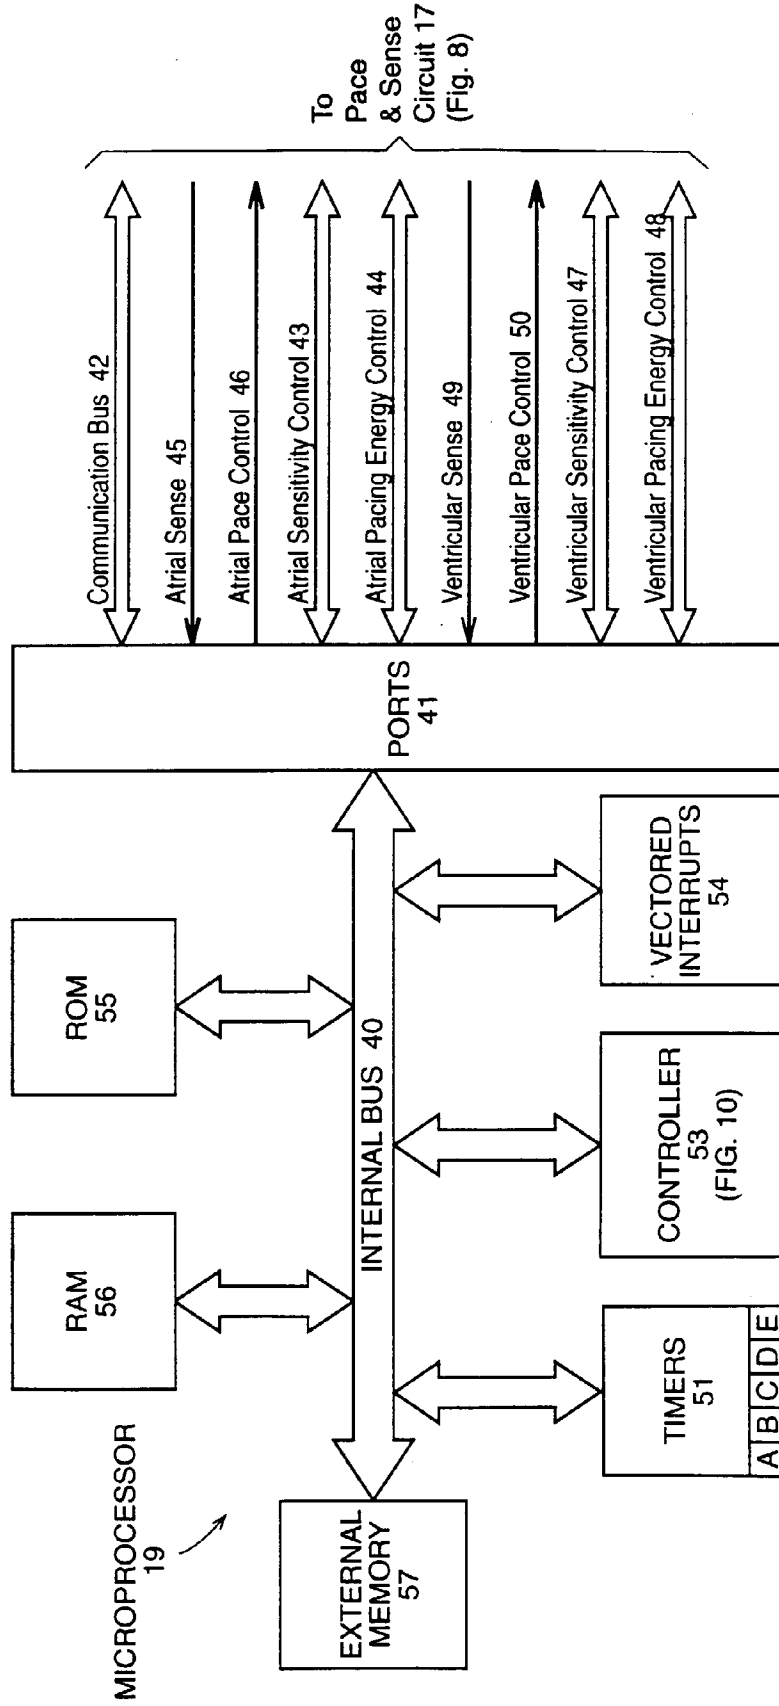 MICROPROCESSOR
19
RAM
56
ROM
55
EXTERNAL
MEMORY
57
INTERNAL BUS 40
TIMERS
51
A B C D E
CONTROLLER
53
(FIG. 10)
VECTORED
INTERRUPTS
54
PORTS
41
Communication Bus 42
Atrial Sense 45
Atrial Pace Control 46
Atrial Sensitivity Control 43
Atrial Pacing Energy Control 44
Ventricular Sense 49
Ventricular Pace Control 50
Ventricular Sensitivity Control 47
Ventricular Pacing Energy Control 48
To
Pace
& Sense
Circuit 17
(Fig. 8)